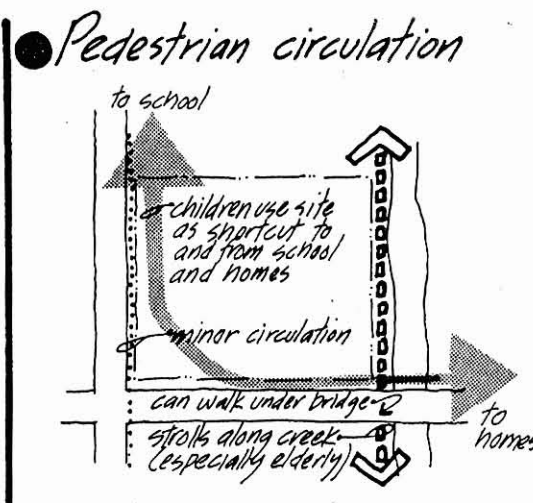 Pedestrian circulation
to school
children use site
as shortcut to
and from school
and homes
minor circulation
can walk under bridge
strolls along creek
(especially elderly)
to
homes